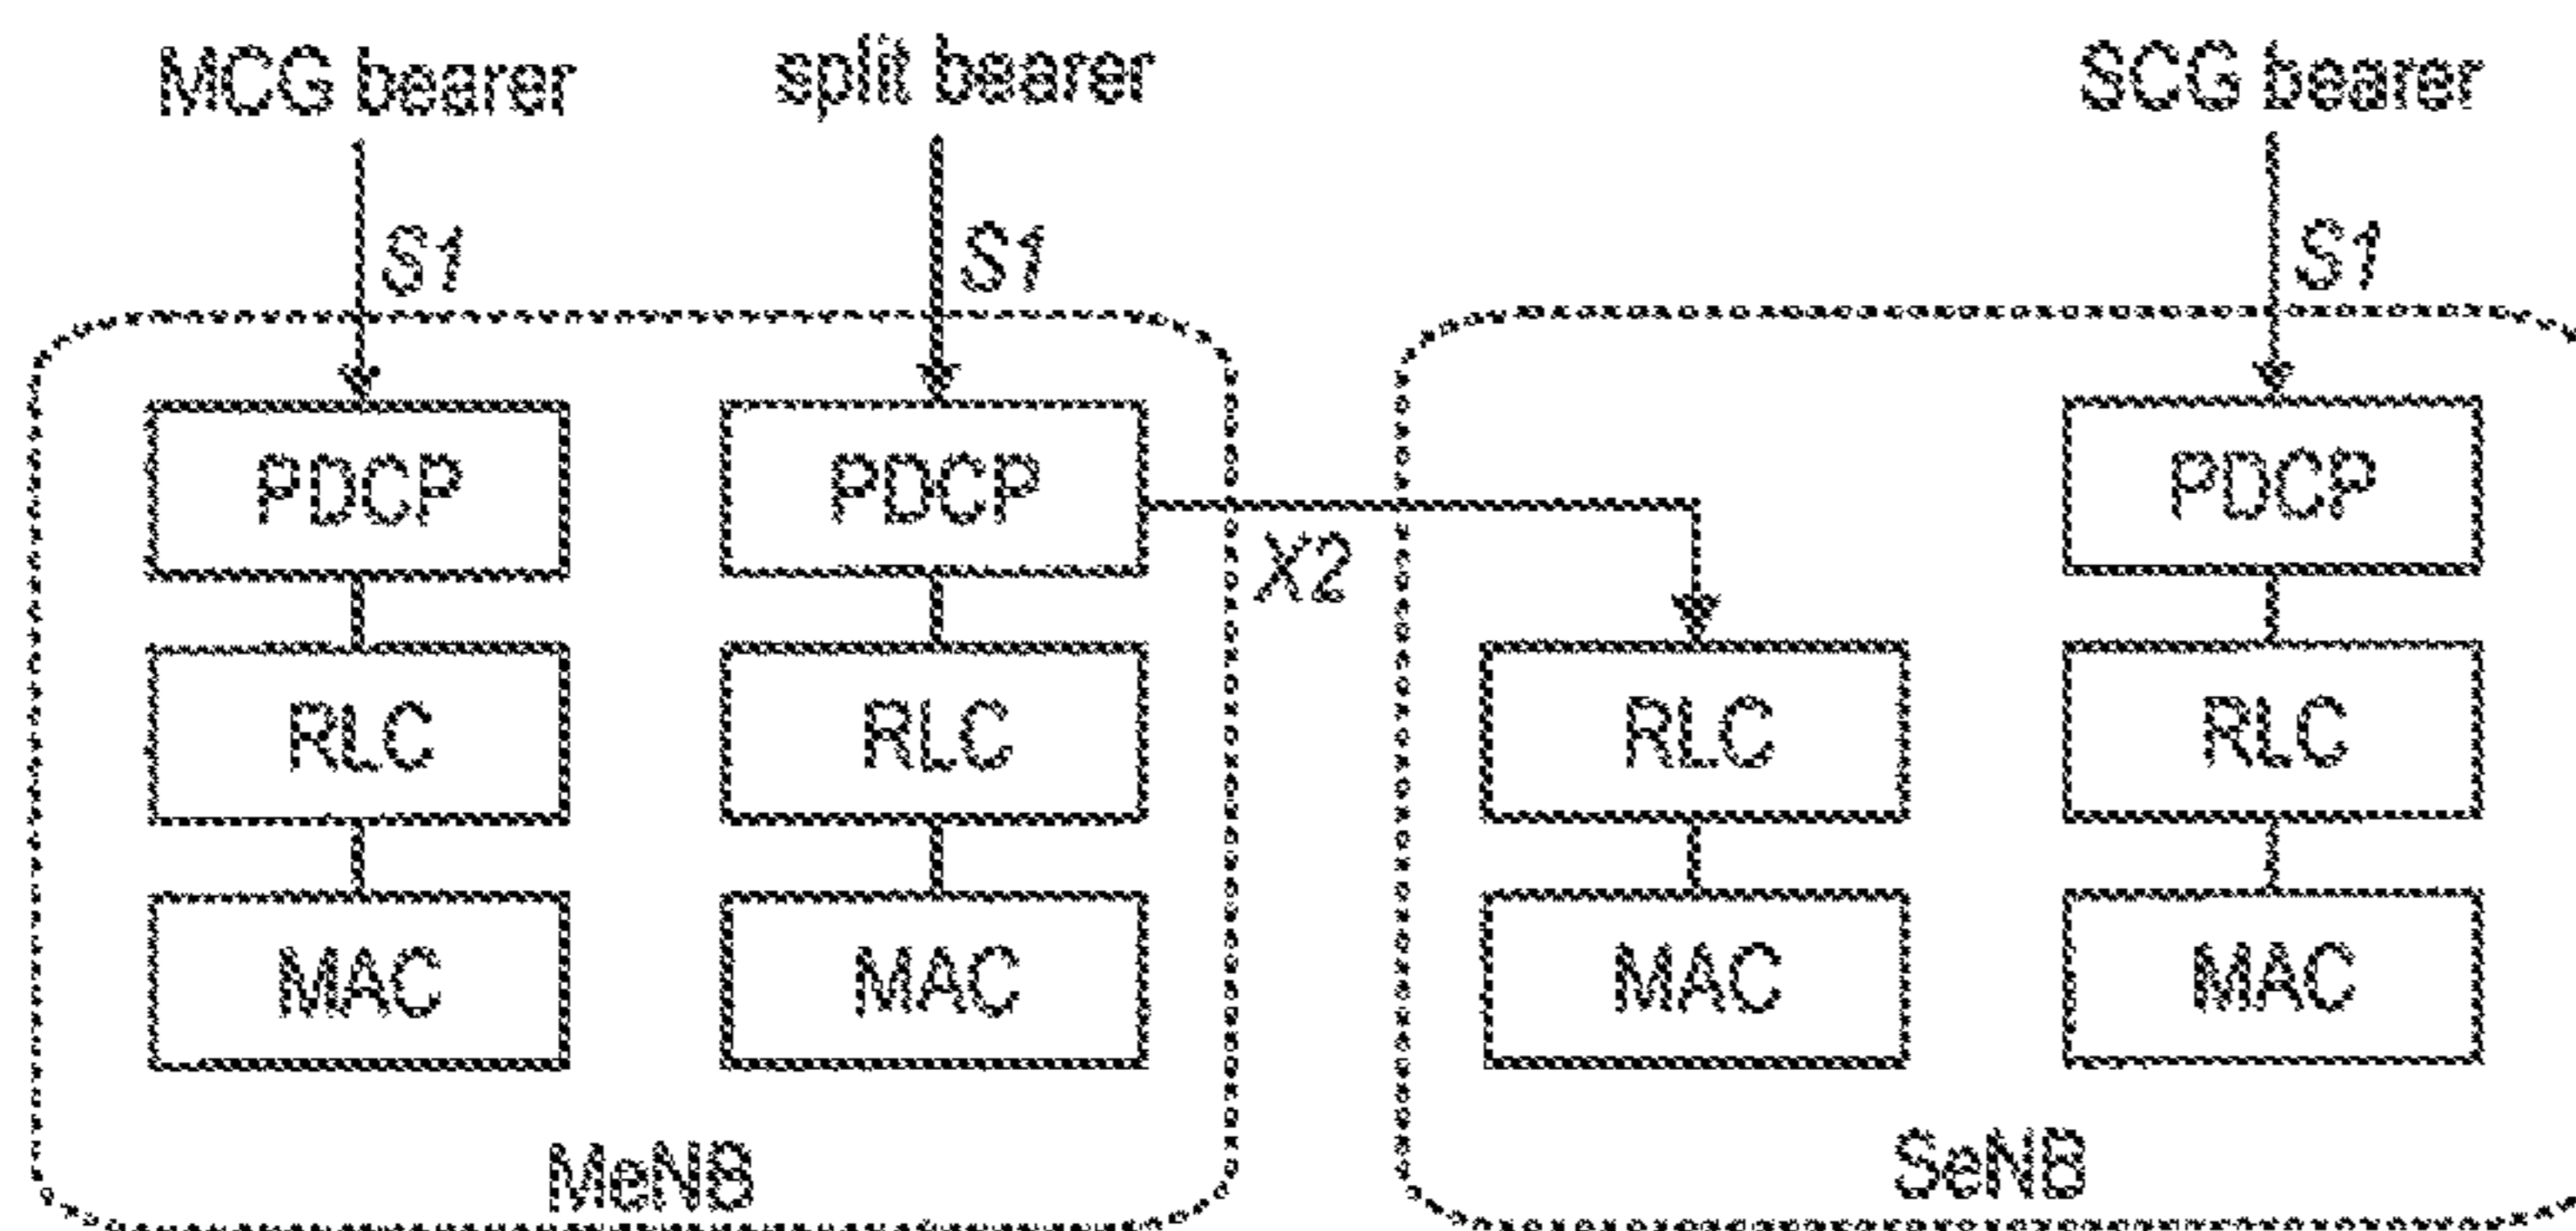 MCG bearer split bearer SCG bearer
S1 S1 S1
PDCP PDCP PDCP
X2
RLC RLC RLC RLC
MAC MAC MAC MAC
MeNB SeNB